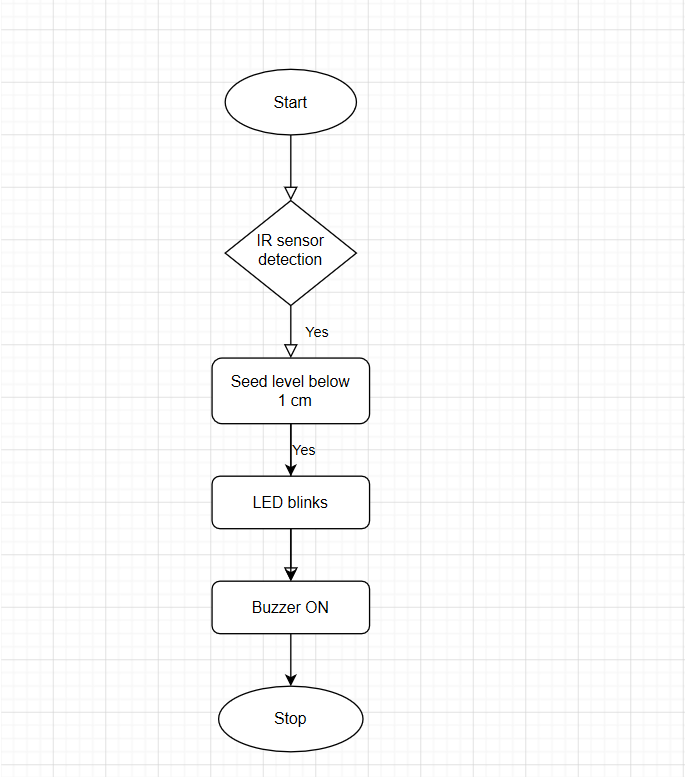 Start
IR sensor
detection
Yes
Seed level below
1 cm
Yes
LED blinks
Buzzer ON
Stop